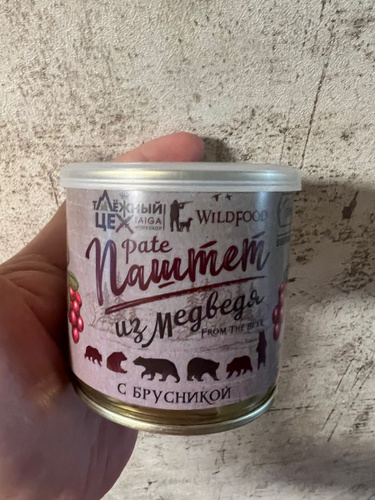 ТАЁЖНЫЙ
ЦЕХ TAIGA
WILDFOOD
Pate
Паштет
из Медведя
FROM THE BEAR
С БРУСНИКОЙ